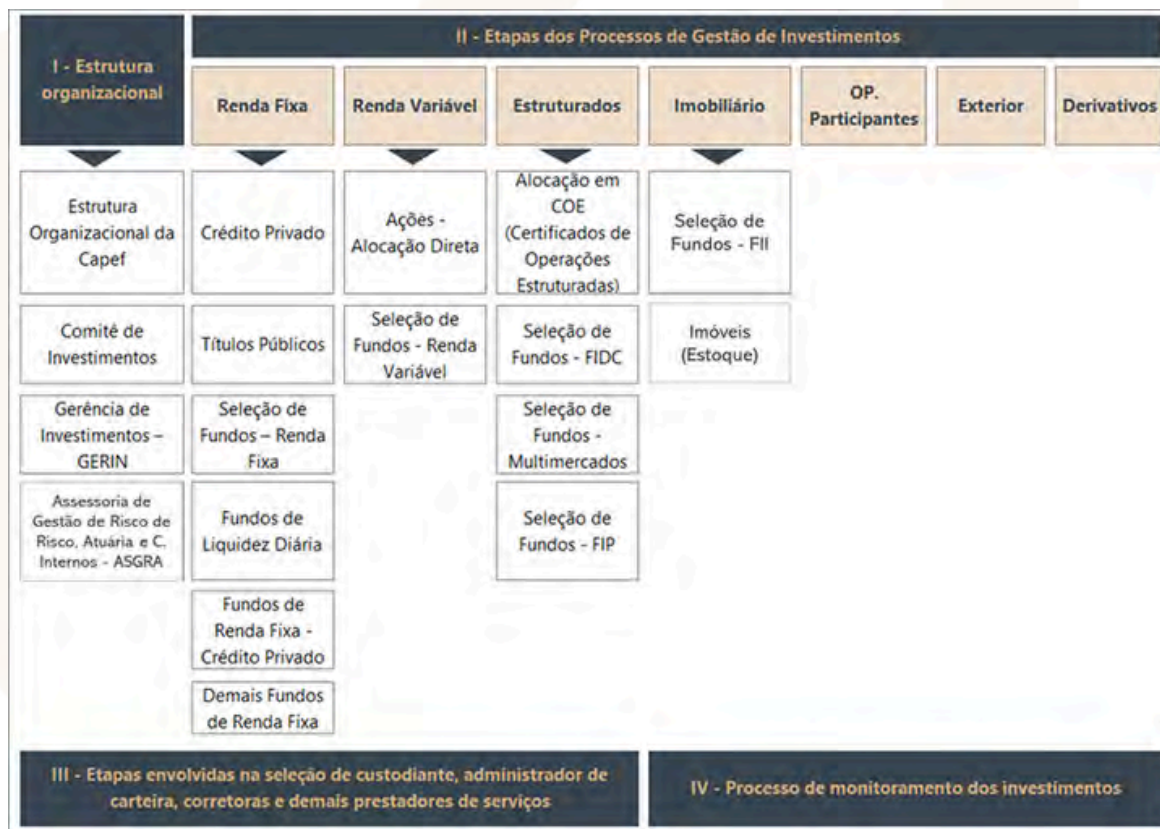 I - Estrutura
organizacional
II - Etapas dos Processos de Gestão de Investimentos
Renda Fixa
Renda Variável
Estruturados
Imobiliário
OP.
Participantes
Exterior
Derivativos
Estrutura
Organizacional da
Capef
Comitê de
Investimentos
Gerência de
Investimentos –
GERIN
Assessoria de
Gestão de Risco de
Risco, Atuária e C.
Internos - ASGRA
Crédito Privado
Títulos Públicos
Seleção de
Fundos – Renda
Fixa
Fundos de
Liquidez Diária
Fundos de
Renda Fixa -
Crédito Privado
Demais Fundos
de Renda Fixa
Ações -
Alocação Direta
Seleção de
Fundos - Renda
Variável
Alocação em
COE
(Certificados de
Operações
Estruturadas)
Seleção de
Fundos - FIDC
Seleção de
Fundos -
Multimercados
Seleção de
Fundos - FIP
Seleção de
Fundos - FII
Imóveis
(Estoque)
III - Etapas envolvidas na seleção de custodiante, administrador de
carteira, corretoras e demais prestadores de serviços
IV - Processo de monitoramento dos investimentos